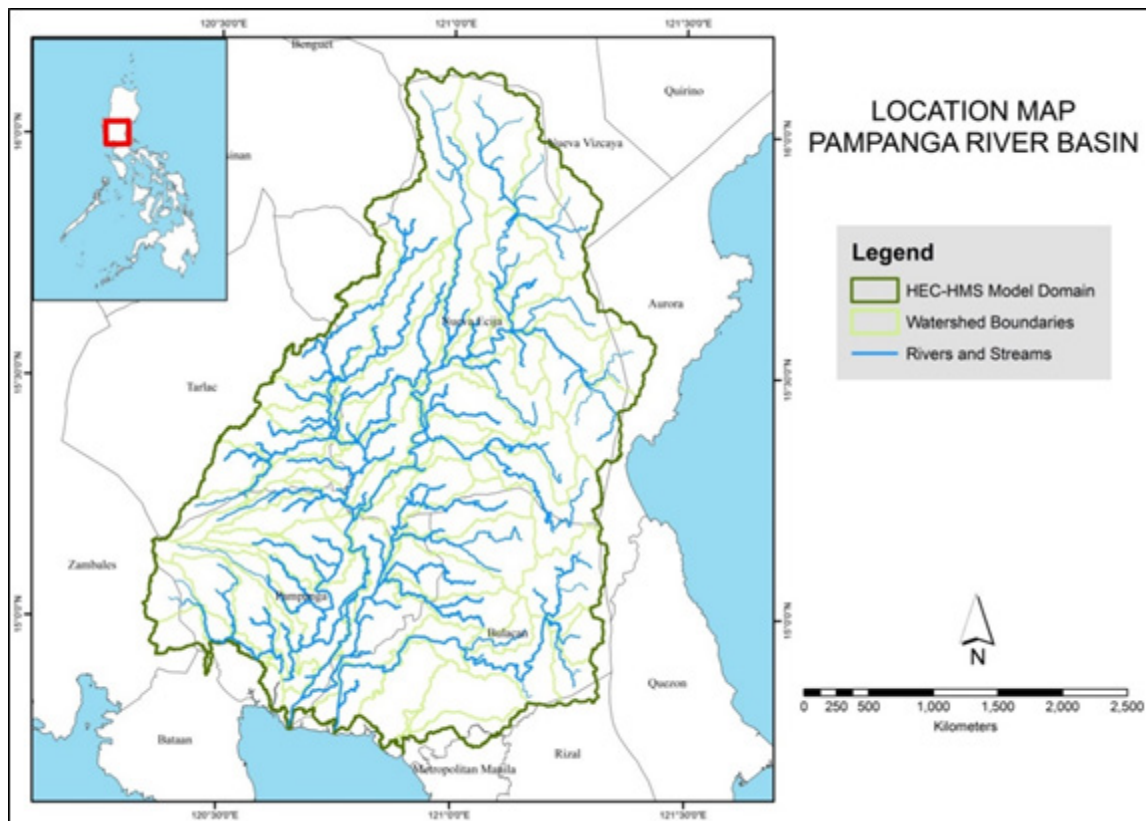 120°30'0"E
121°0'0"E
121°30'0"E
Benguet
Quirino
LOCATION MAP
PAMPANGA RIVER BASIN
16°0'0"N
16°0'0"N
Nueva Vizcaya
sinan
Legend
HEC-HMS Model Domain
Watershed Boundaries
Rivers and Streams
Aurora
Nueva Ecija
15°30'0"N
15°30'0"N
Tarlac
Zambales
Pampanga
15°0'0"N
15°0'0"N
Bulacan
Quezon
N
0 250 500 1,000 1,500 2,000 2,500
Kilometers
Bataan
Rizal
Metropolitan Manila
120°30'0"E
121°0'0"E
121°30'0"E